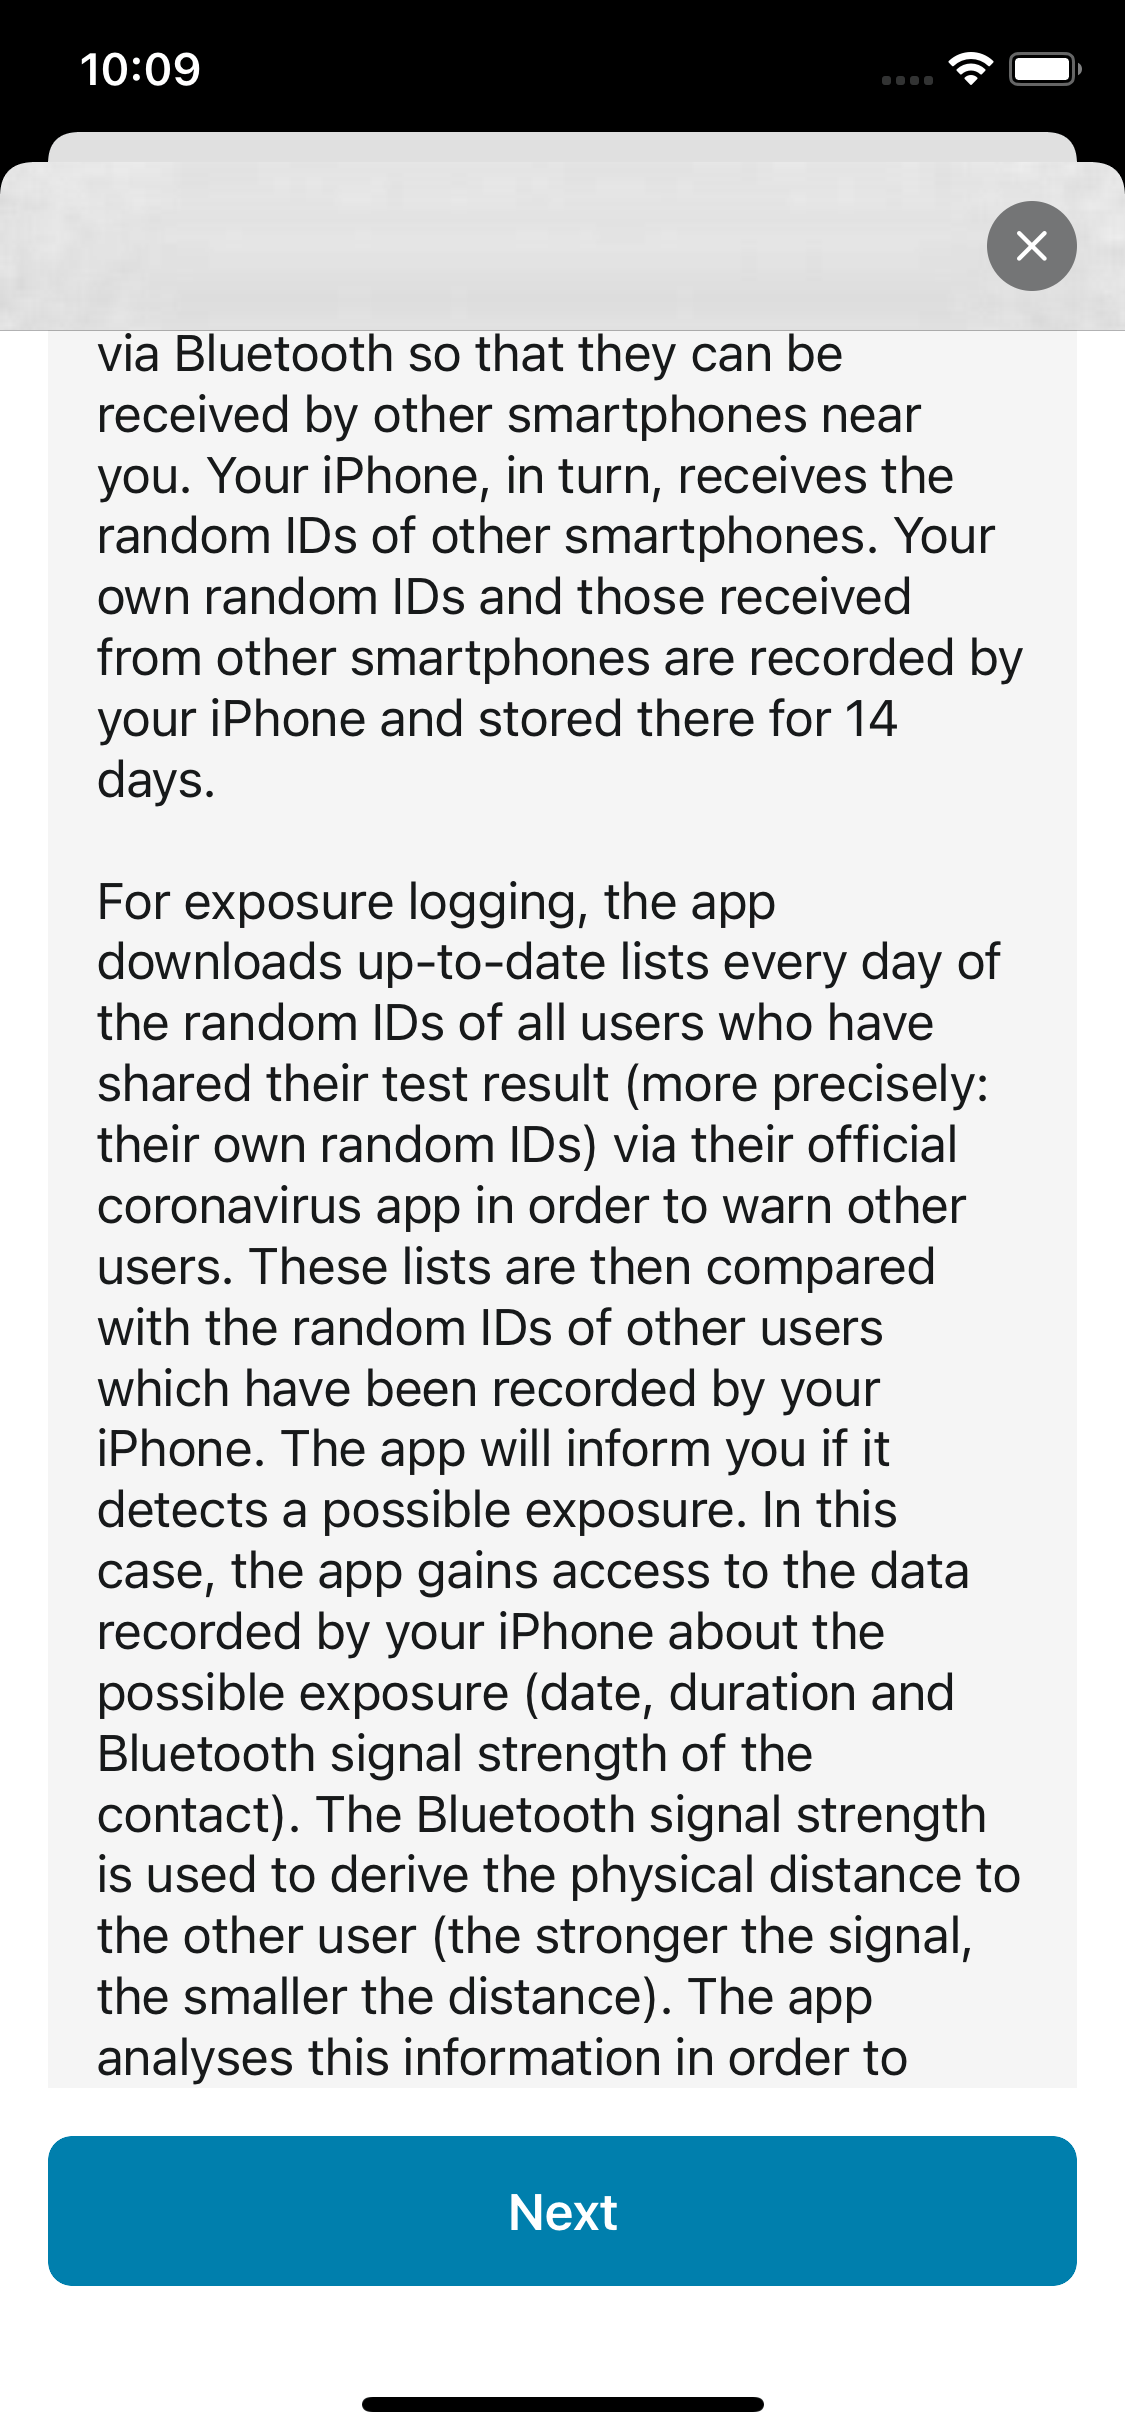 10:09
via Bluetooth so that they can be
received by other smartphones near
you. Your iPhone, in turn, receives the
random IDs of other smartphones. Your
own random IDs and those received
from other smartphones are recorded by
your iPhone and stored there for 14
days.
For exposure logging, the app
downloads up-to-date lists every day of
the random IDs of all users who have
shared their test result (more precisely:
their own random IDs) via their official
coronavirus app in order to warn other
users. These lists are then compared
with the random IDs of other users
which have been recorded by your
iPhone. The app will inform you if it
detects a possible exposure. In this
case, the app gains access to the data
recorded by your iPhone about the
possible exposure (date, duration and
Bluetooth signal strength of the
contact). The Bluetooth signal strength
is used to derive the physical distance to
the other user (the stronger the signal,
the smaller the distance). The app
analyses this information in order to
Next